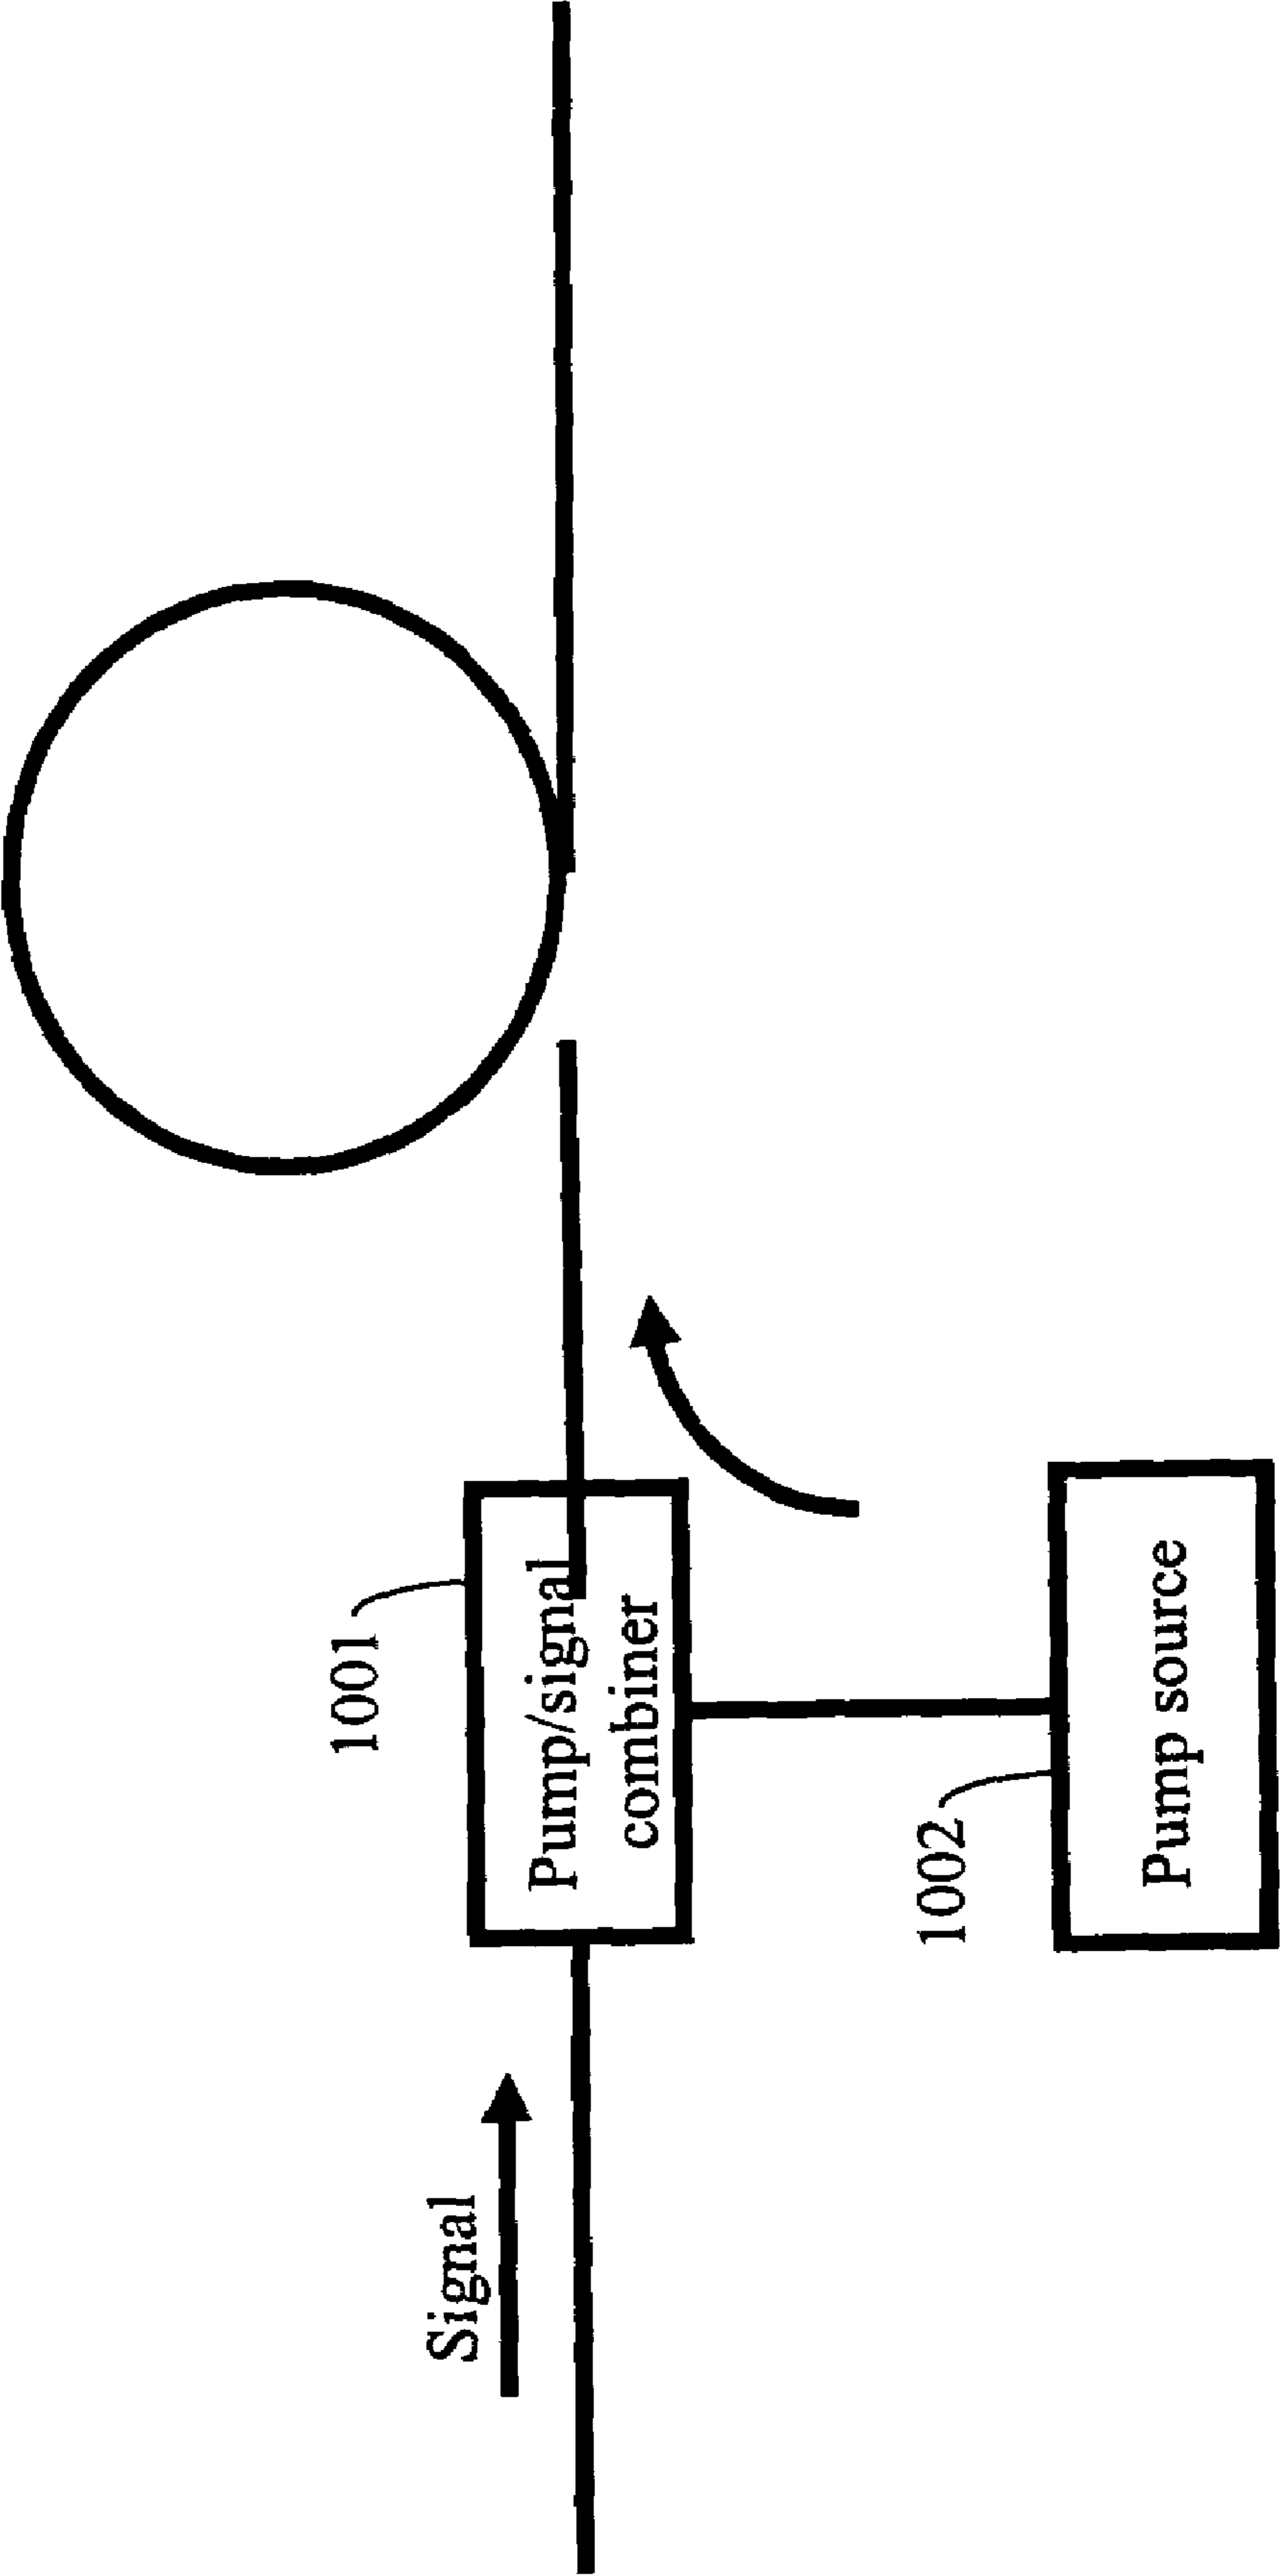 Signal
1001
Pump/signal
combiner
1002
Pump source